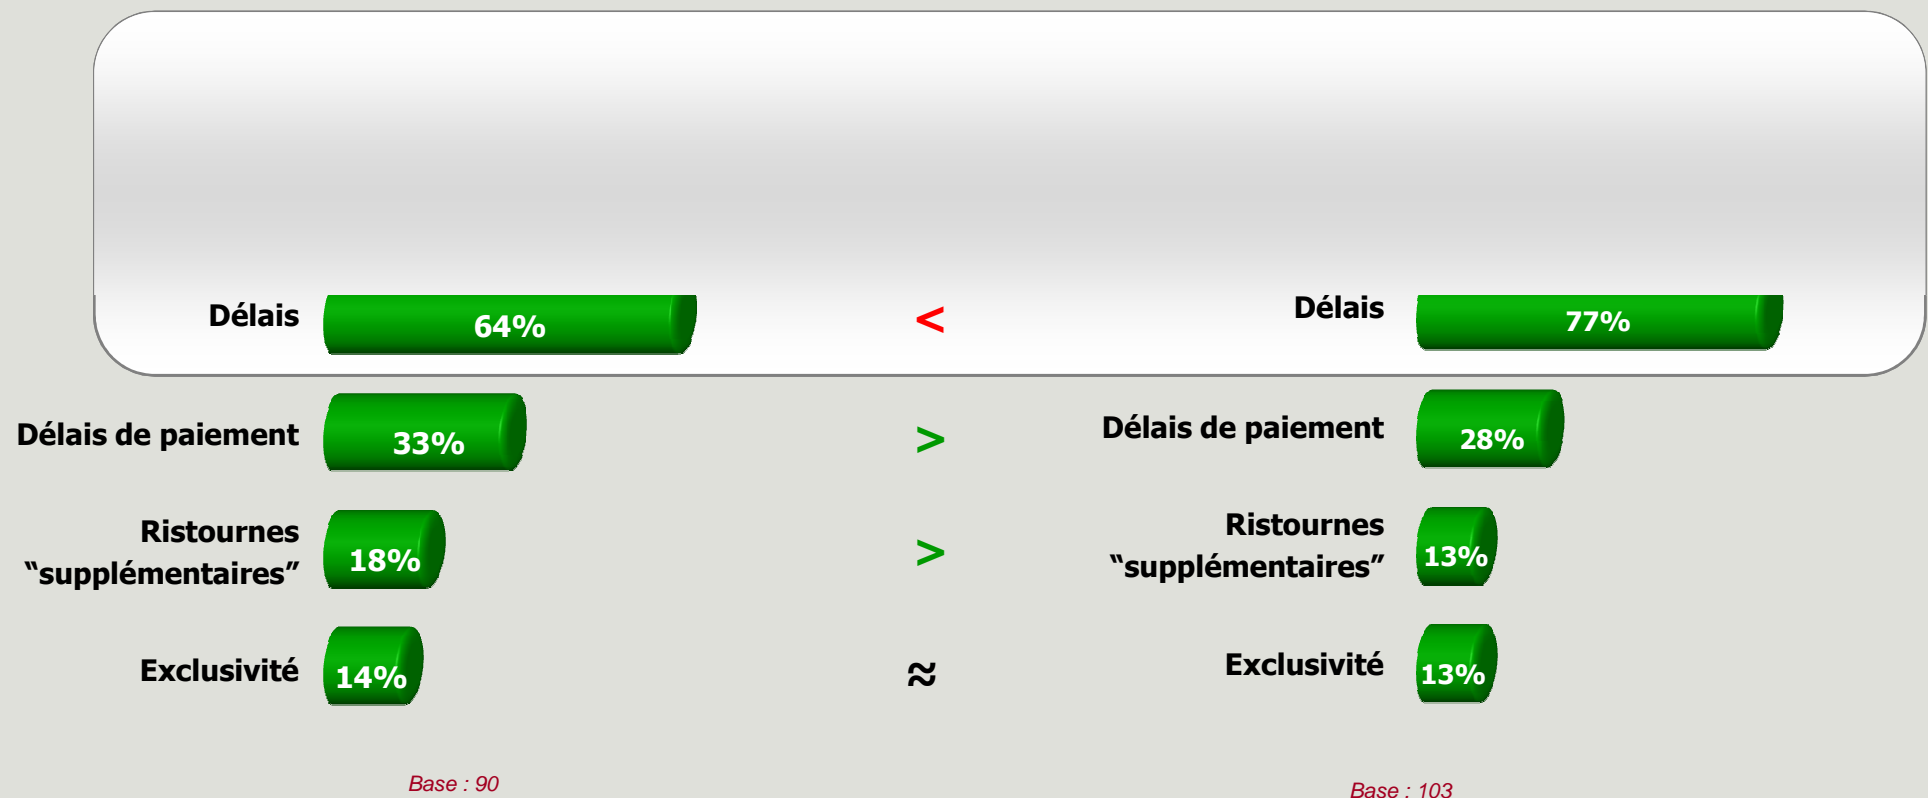 Délais 64% < Délais 77%
Délais de paiement 33% > Délais de paiement 28%
Ristournes
“supplémentaires” 18% > Ristournes
“supplémentaires” 13%
Exclusivité 14% ≈ Exclusivité 13%
Base : 90
Base : 103